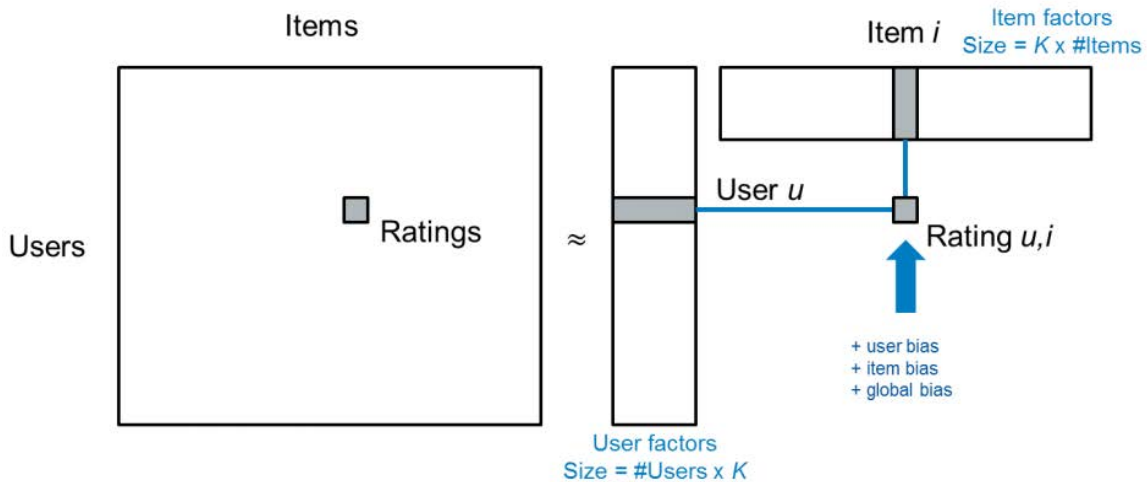 Items
Item i
Item factors
Size = K x #Items
Users
Ratings
≈
User u
Rating u,i
+ user bias
+ item bias
+ global bias
User factors
Size = #Users x K